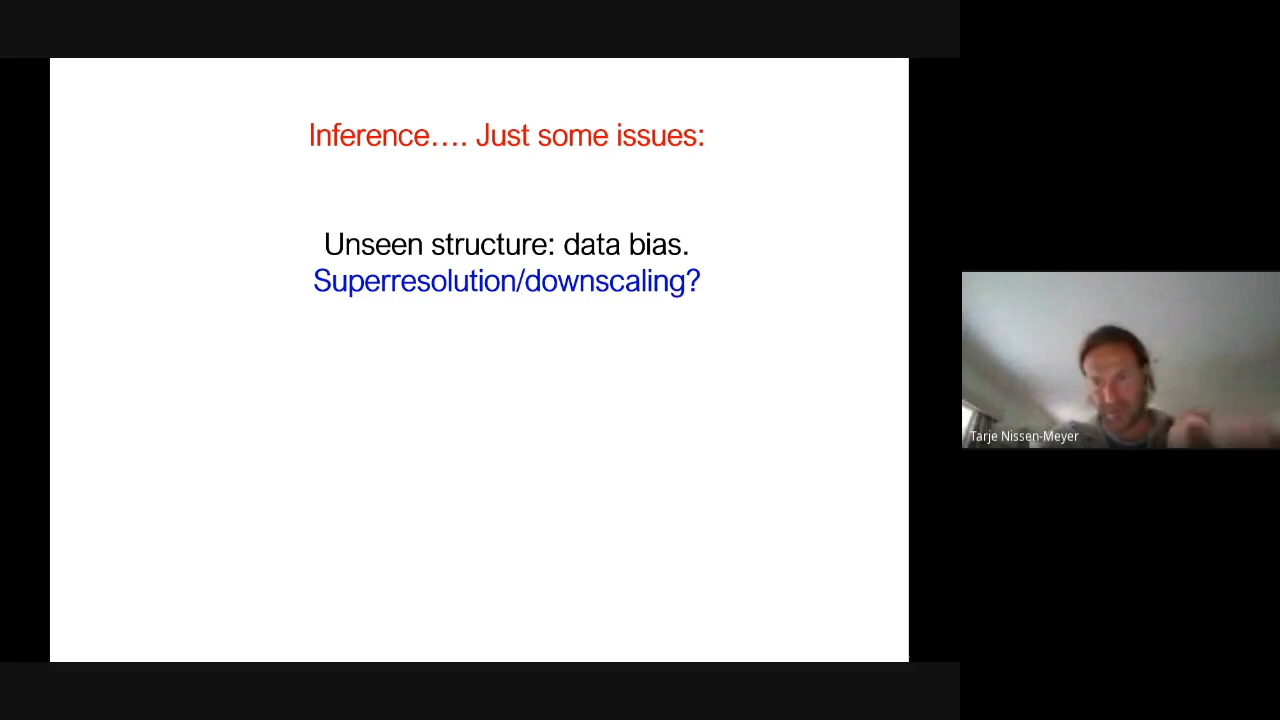 Inference…. Just some issues:
Unseen structure: data bias.
Superresolution/downscaling?
Tarje Nissen-Meyer